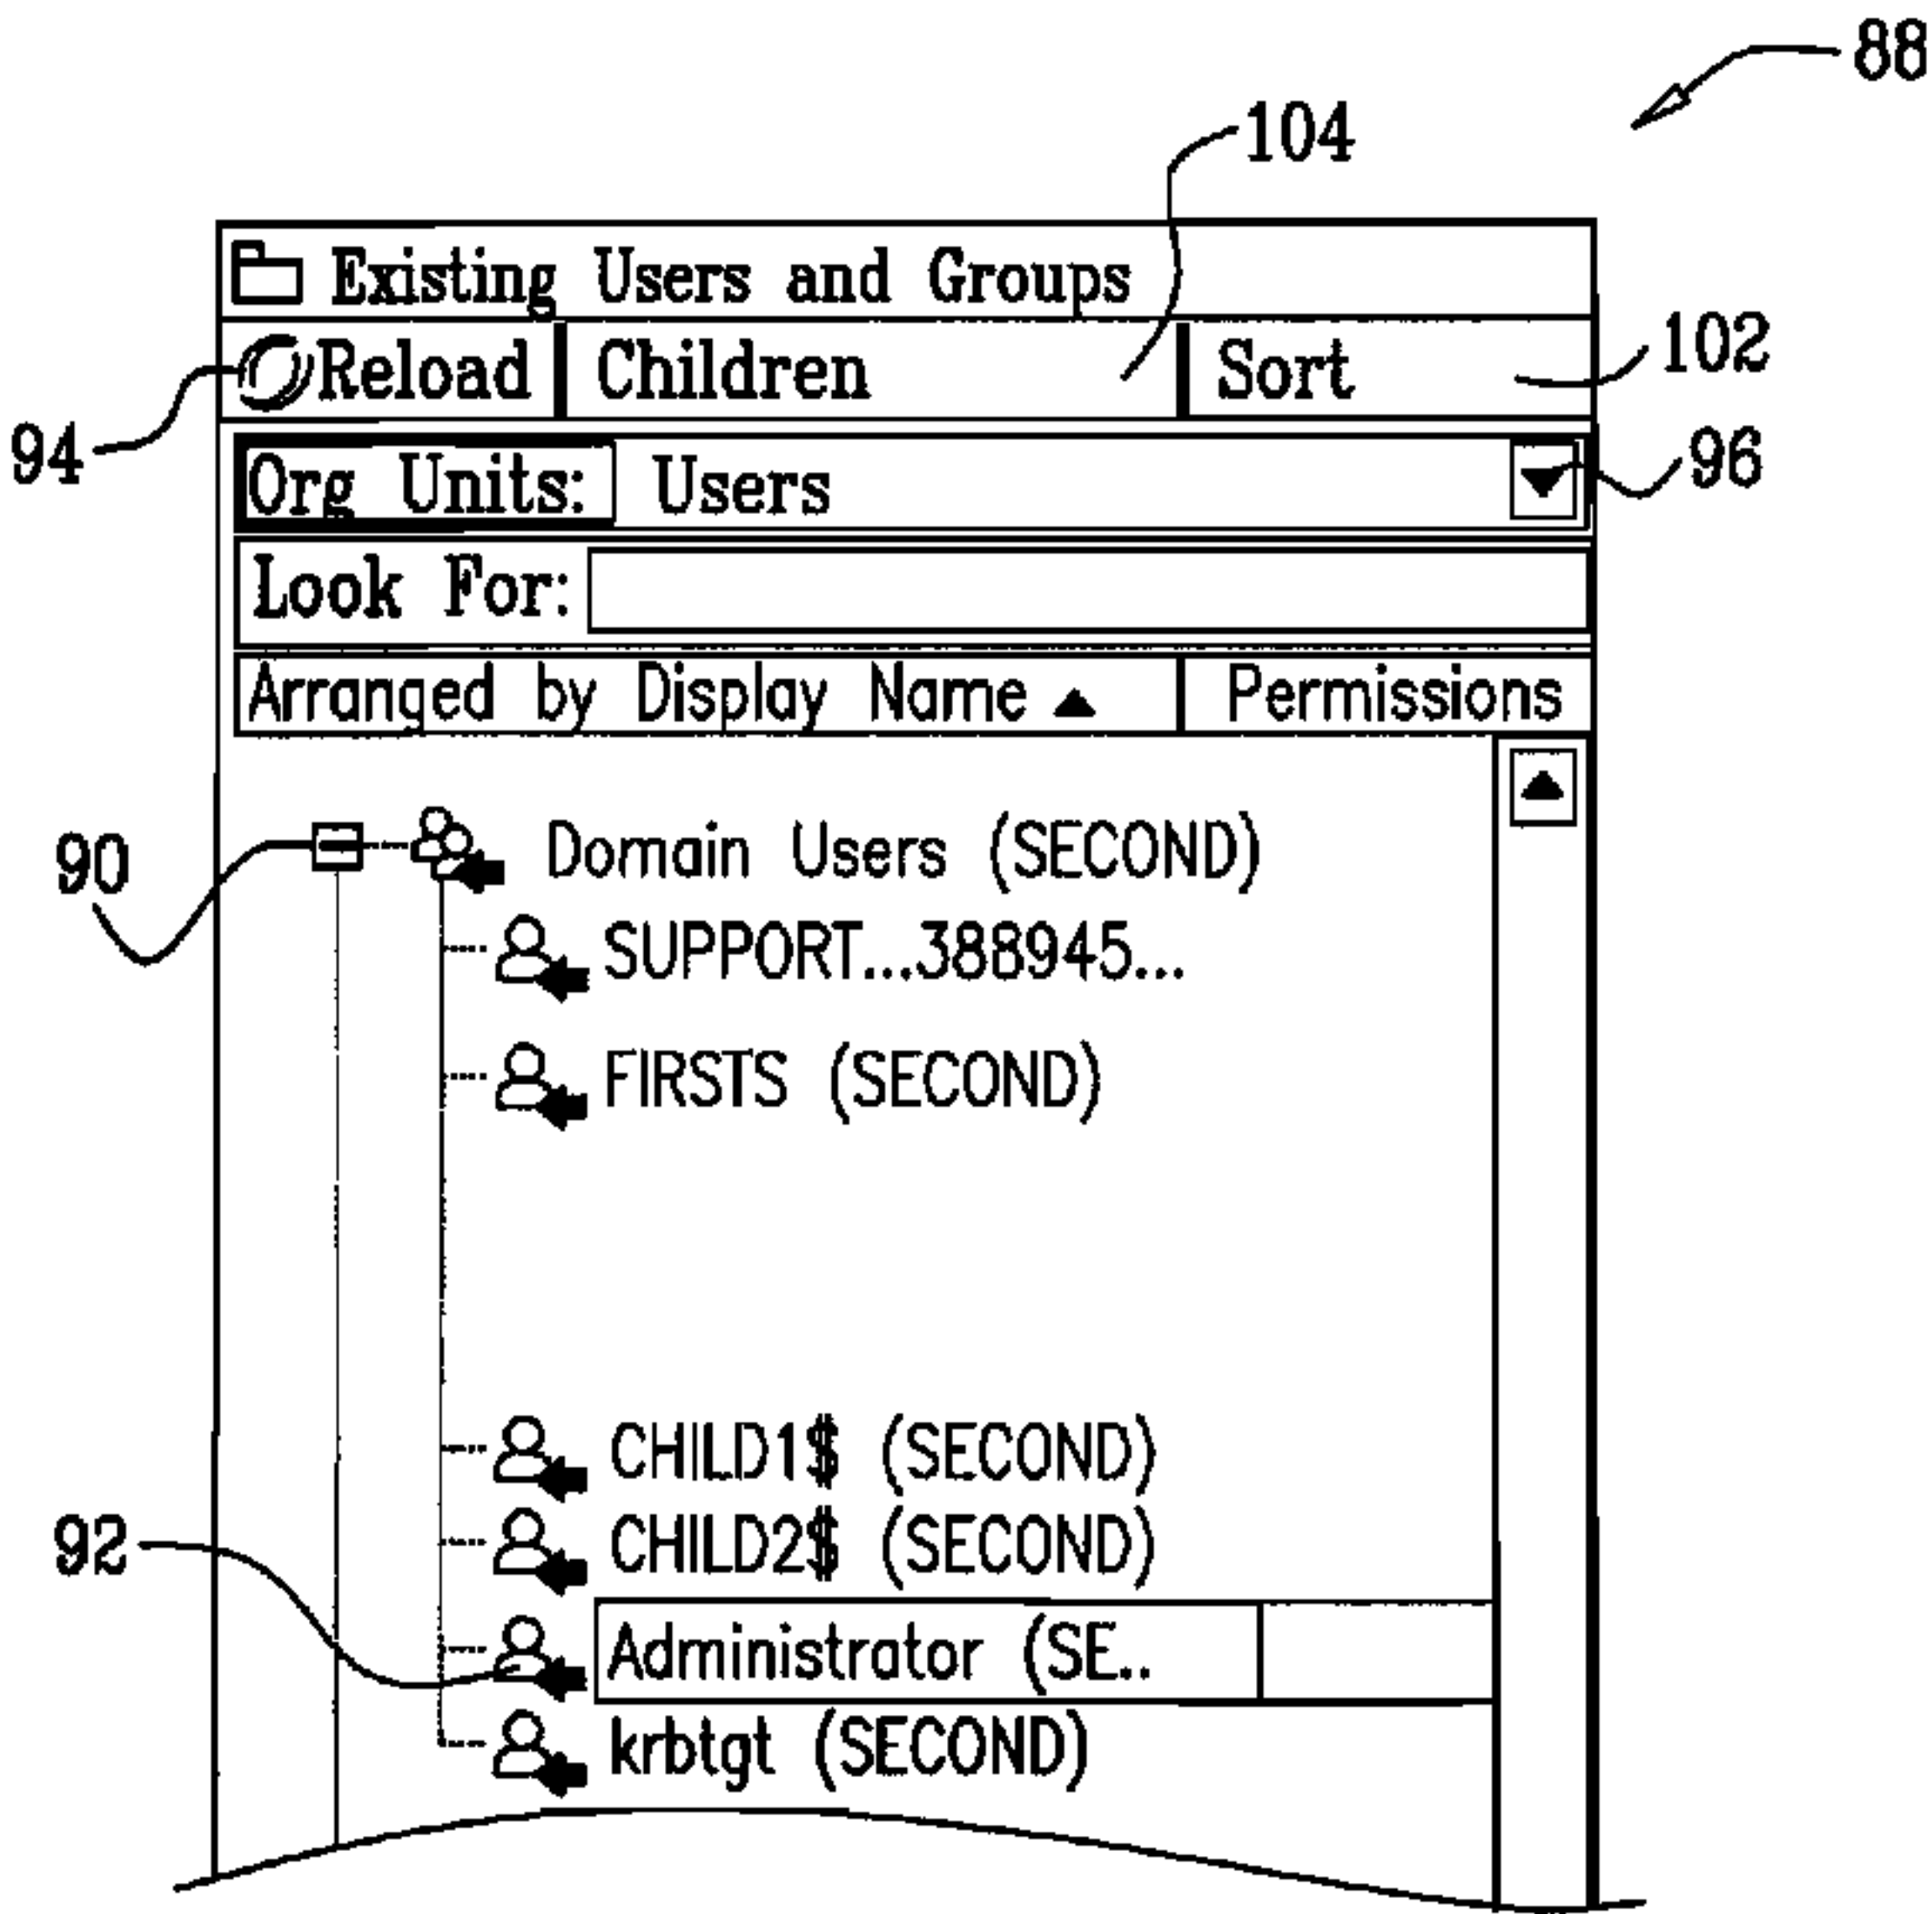 88
104
Existing Users and Groups
Reload Children Sort
102
94
Org Units: Users
96
Look For:
Arranged by Display Name Permissions
90
Domain Users (SECOND)
SUPPORT...388945...
FIRSTS (SECOND)
CHILD1$ (SECOND)
CHILD2$ (SECOND)
92
Administrator (SE..
krbtgt (SECOND)